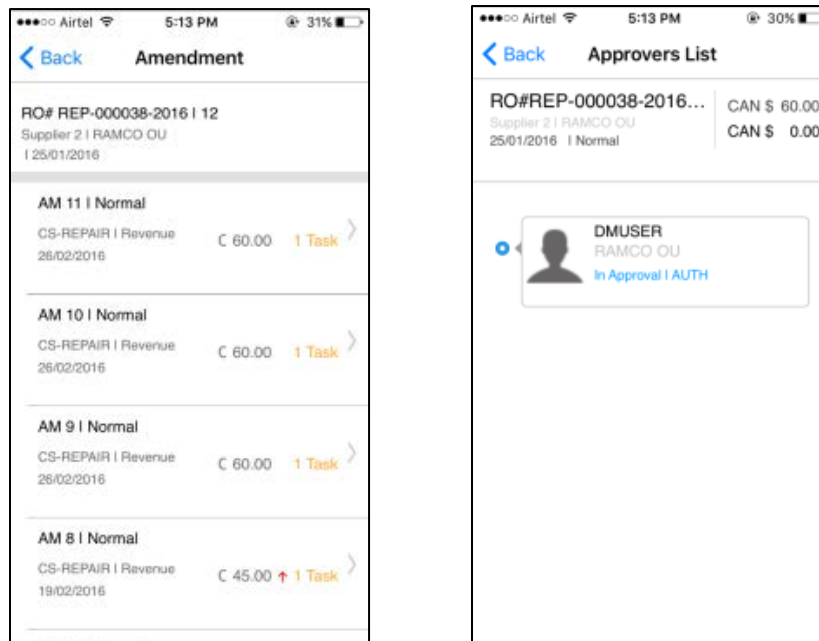 Airtel 5:13 PM 31%
Back Amendment
RO# REP-000038-2016 I 12
Supplier 2 I RAMCO OU
I 25/01/2016
AM 11 I Normal
CS-REPAIR I Revenue
26/02/2016
C 60.00 1 Task
AM 10 I Normal
CS-REPAIR I Revenue
26/02/2016
C 60.00 1 Task
AM 9 I Normal
CS-REPAIR I Revenue
26/02/2016
C 60.00 1 Task
AM 8 I Normal
CS-REPAIR I Revenue
19/02/2016
C 45.00 ↑ 1 Task
Airtel 5:13 PM 30%
Back Approvers List
RO#REP-000038-2016...
Supplier 2 I RAMCO OU
25/01/2016 I Normal
CAN $ 60.00
CAN $ 0.00
DMUSER
RAMCO OU
In Approval I AUTH